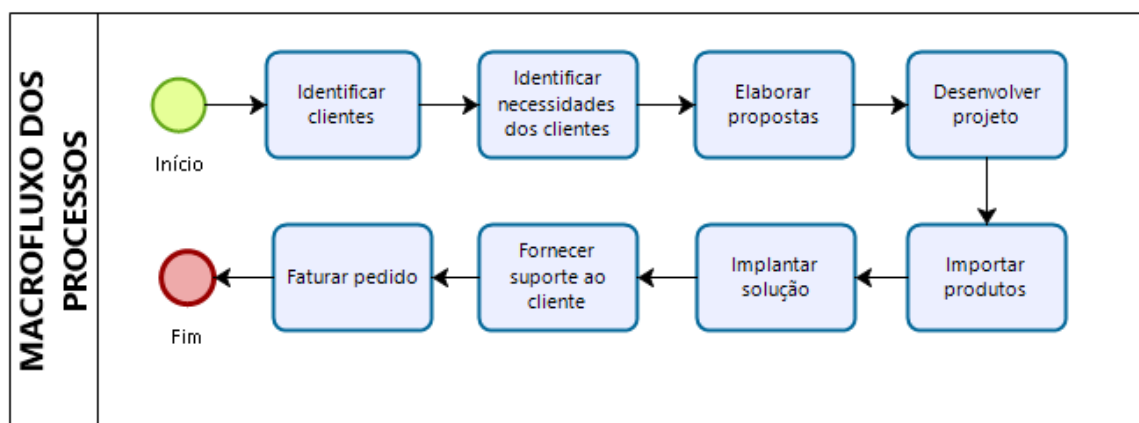 MACROFLUXO DOS
PROCESSOS
Início
Identificar
clientes
Identificar
necessidades
dos clientes
Elaborar
propostas
Desenvolver
projeto
Importar
produtos
Implantar
solução
Fornecer
suporte ao
cliente
Faturar pedido
Fim